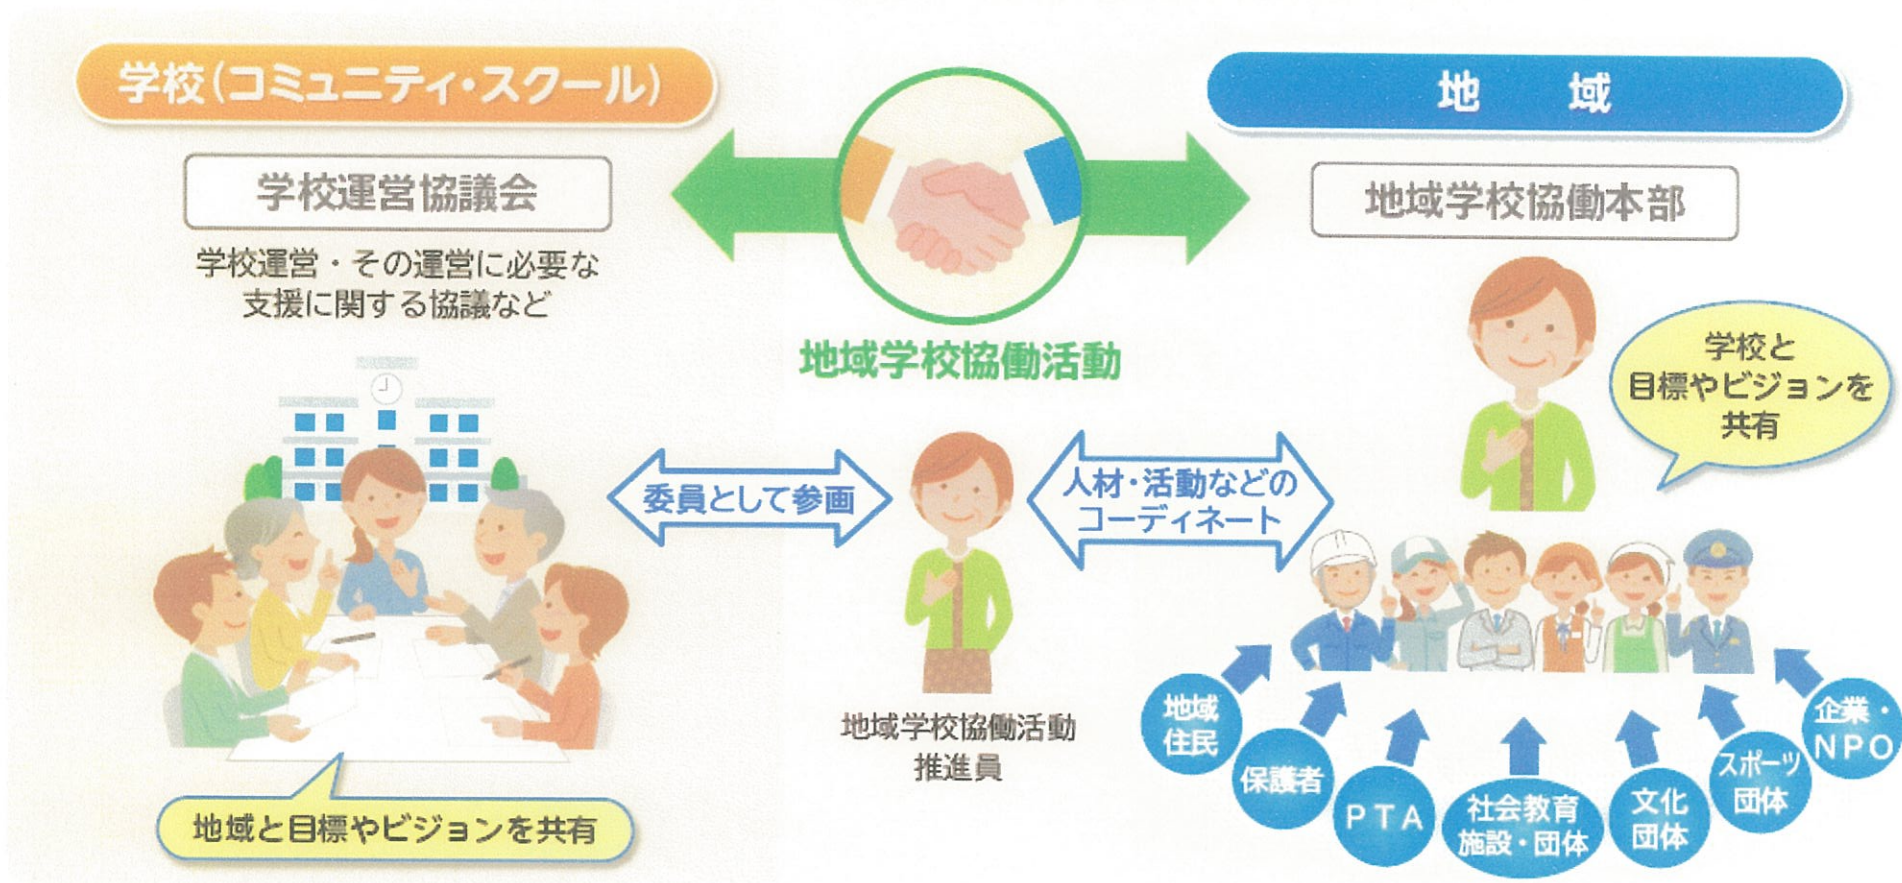 学校(コミュニティ・スクール)
学校運営協議会
学校運営・その運営に必要な
支援に関する協議など
地域と目標やビジョンを共有
地域学校協働活動
委員として参画
地域学校協働活動
推進員
人材・活動などの
コーディネート
地 域
地域学校協働本部
学校と
目標やビジョンを
共有
地域
住民
保護者
PTA
社会教育
施設・団体
文化
団体
スポーツ
団体
企業・
NPO